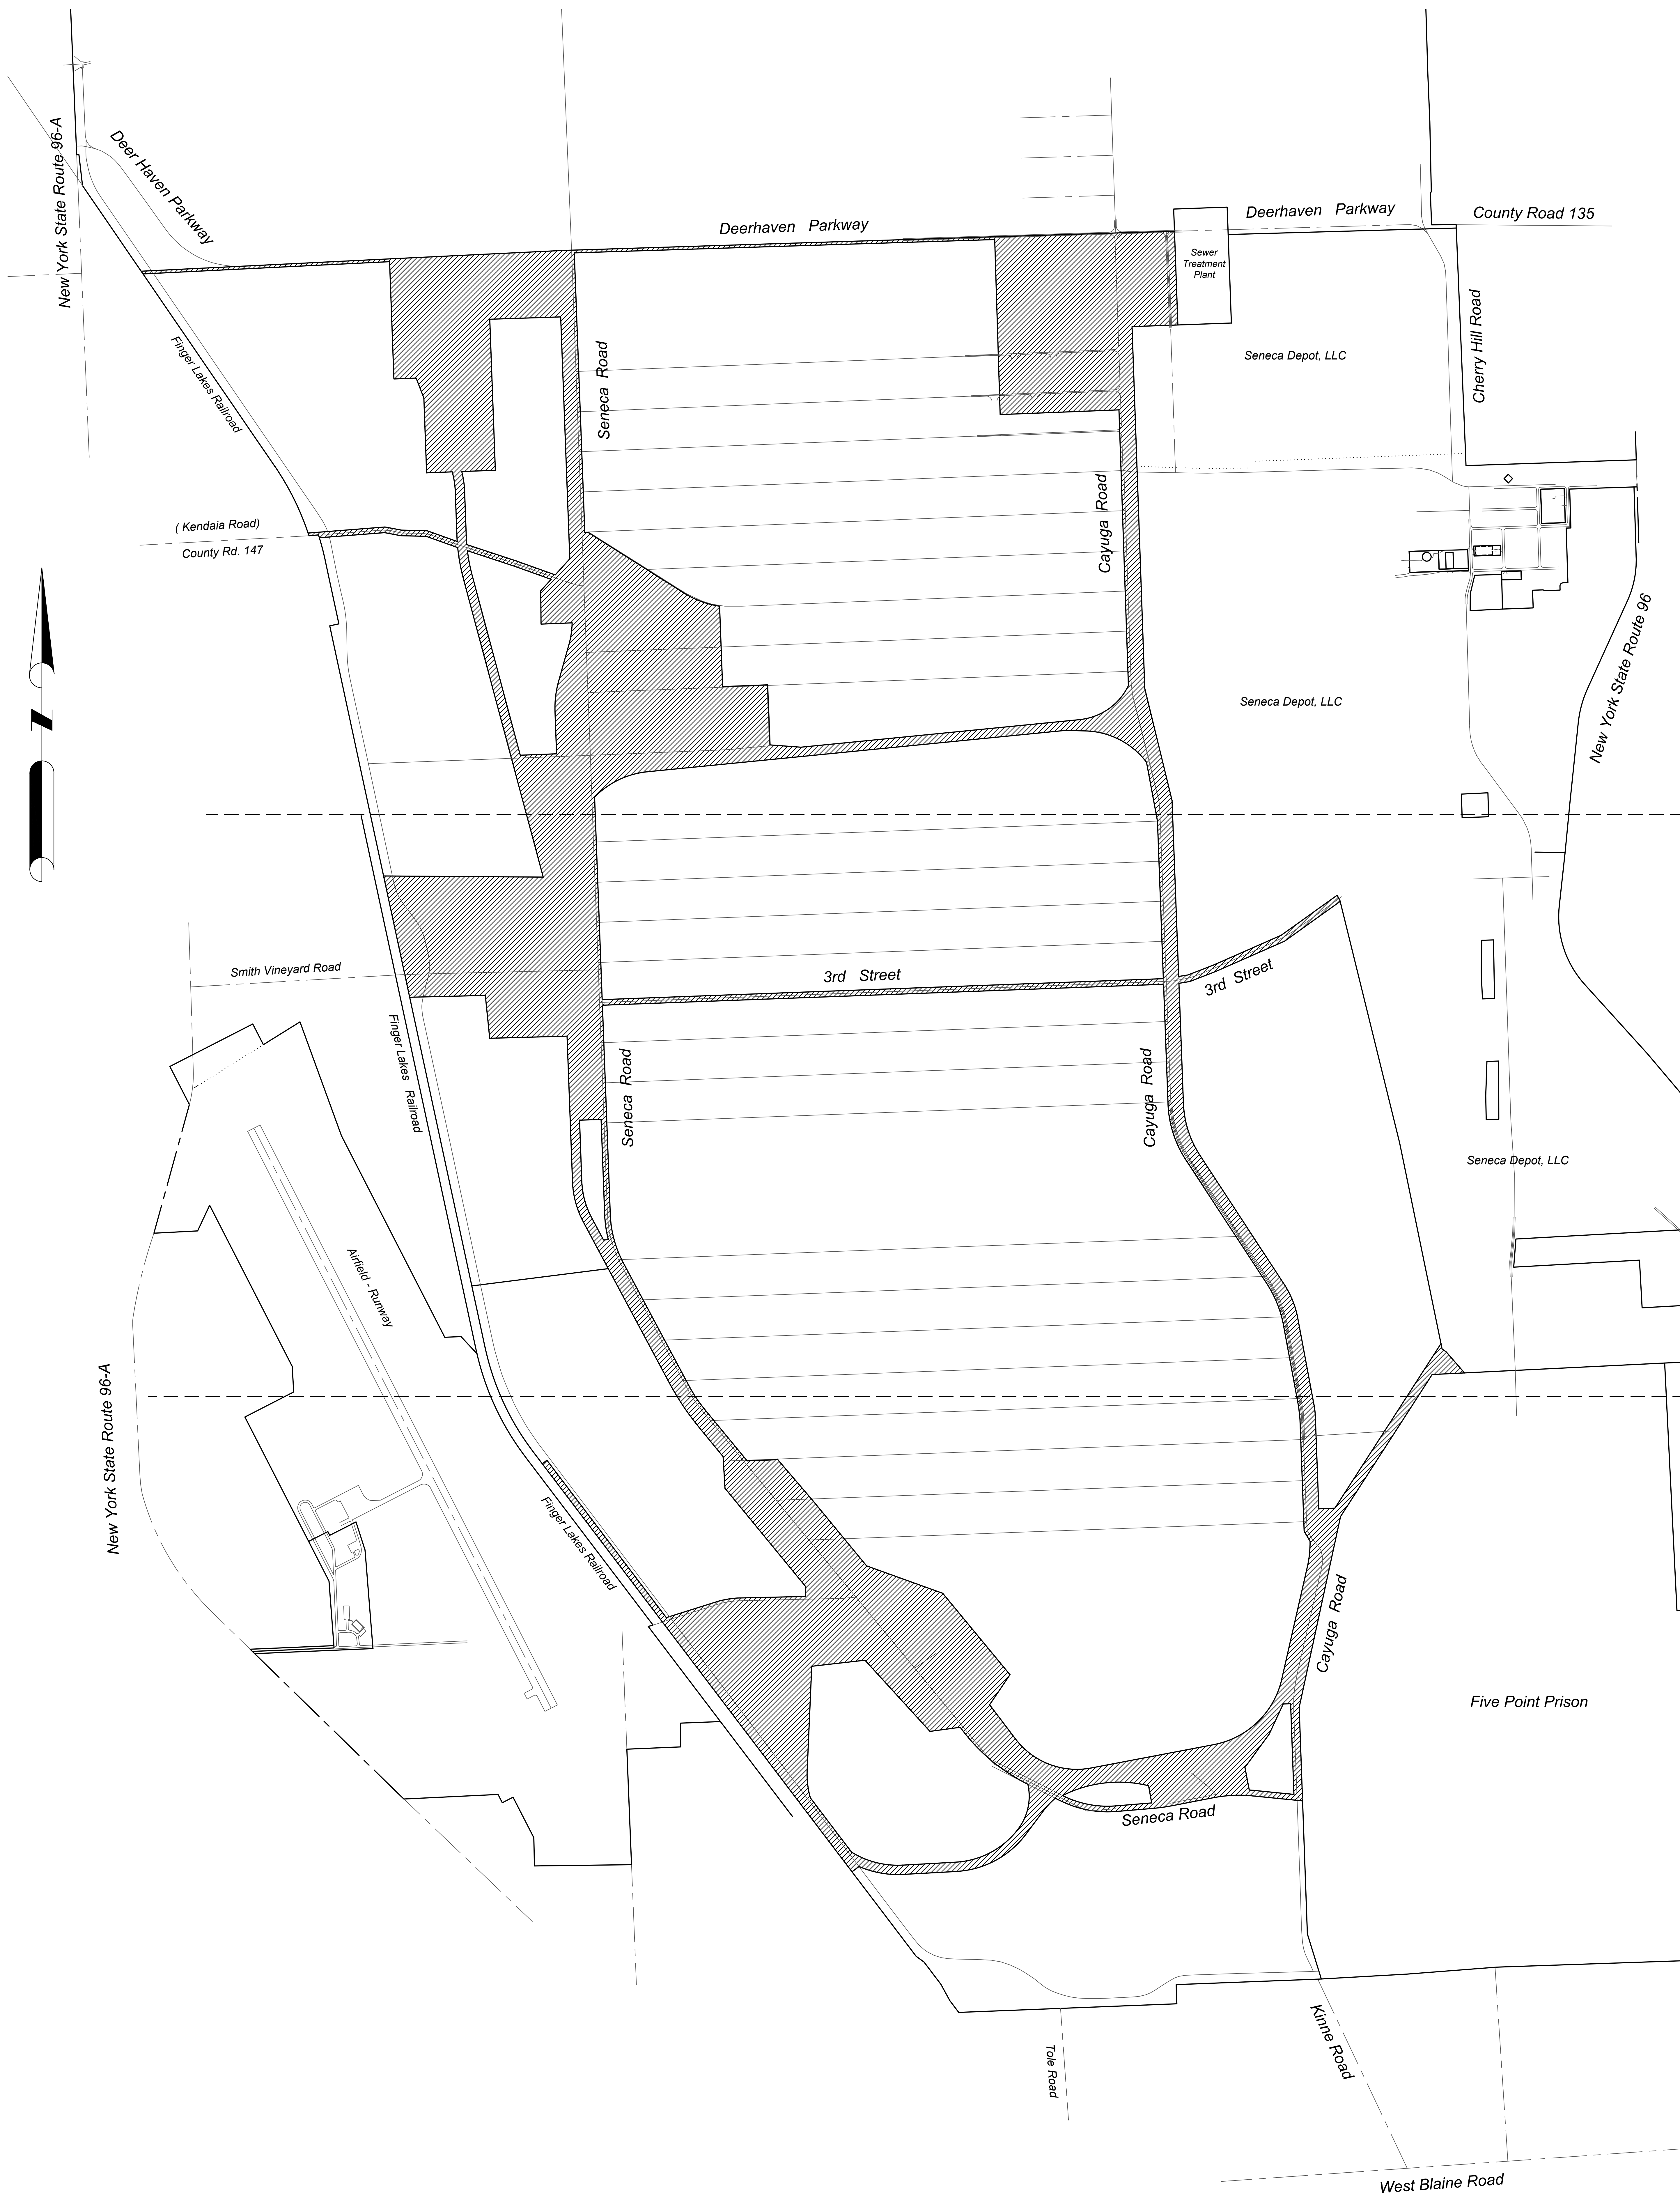 New York State Route 96-A
Deer Haven Parkway
Deerhaven Parkway
Deerhaven Parkway
County Road 135
Sewer
Treatment
Plant
Seneca Depot, LLC
Cherry Hill Road
Finger Lakes Railroad
Seneca Road
Cayuga Road
( Kendaia Road)
County Rd. 147
New York State Route 96
Seneca Depot, LLC
N
Smith Vineyard Road
3rd Street
3rd Street
Finger Lakes Railroad
Seneca Road
Cayuga Road
Seneca Depot, LLC
Airfield - Runway
New York State Route 96-A
Finger Lakes Railroad
Cayuga Road
Five Point Prison
Seneca Road
Tole Road
Kinne Road
West Blaine Road